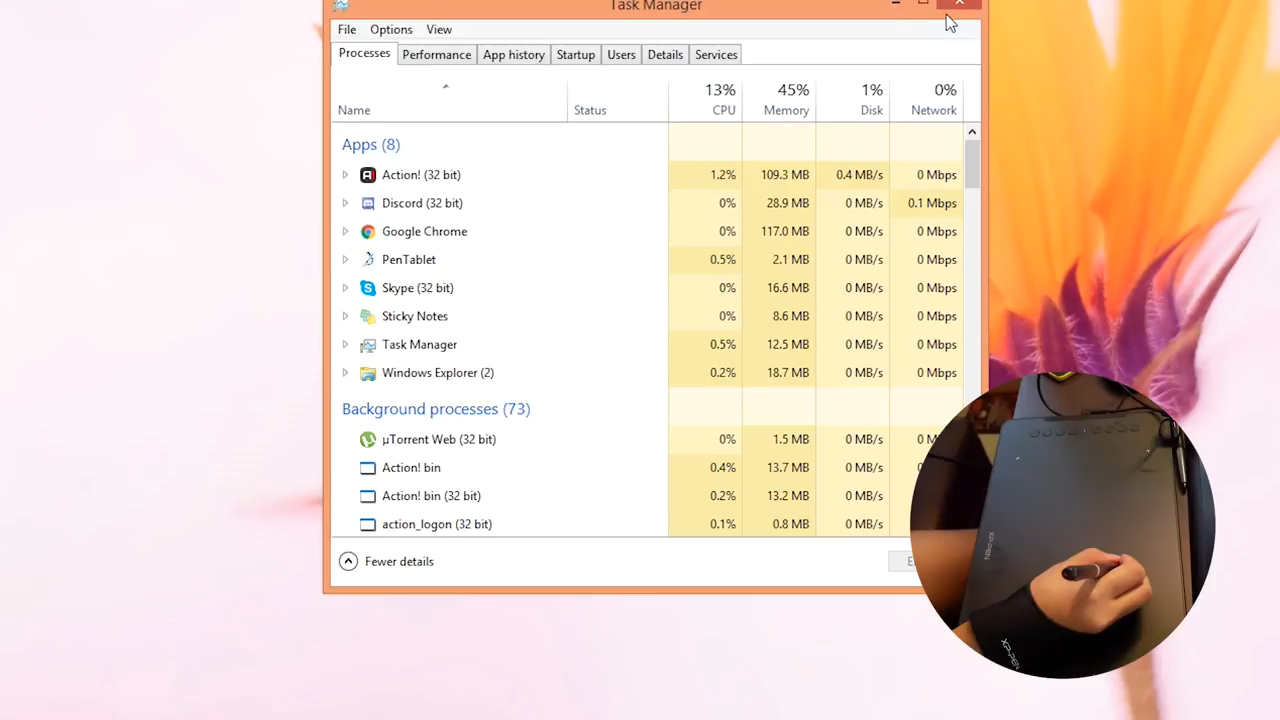 Task Manager
File Options View
Processes Performance App history Startup Users Details Services
13% 45% 1% 0%
Name Status CPU Memory Disk Network
Apps (8)
Action! (32 bit) 1.2% 109.3 MB 0.4 MB/s 0 Mbps
Discord (32 bit) 0% 28.9 MB 0 MB/s 0.1 Mbps
Google Chrome 0% 117.0 MB 0 MB/s 0 Mbps
PenTablet 0.5% 2.1 MB 0 MB/s 0 Mbps
Skype (32 bit) 0% 16.6 MB 0 MB/s 0 Mbps
Sticky Notes 0% 8.6 MB 0 MB/s 0 Mbps
Task Manager 0.5% 12.5 MB 0 MB/s 0 Mbps
Windows Explorer (2) 0.2% 18.7 MB 0 MB/s 0 Mbps
Background processes (73)
µTorrent Web (32 bit) 0% 1.5 MB 0 MB/s
Action! bin 0.4% 13.7 MB 0 MB/s
Action! bin (32 bit) 0.2% 13.2 MB 0 MB/s
action_logon (32 bit) 0.1% 0.8 MB 0 MB/s
Fewer details
XP-PEN
XP-PEN